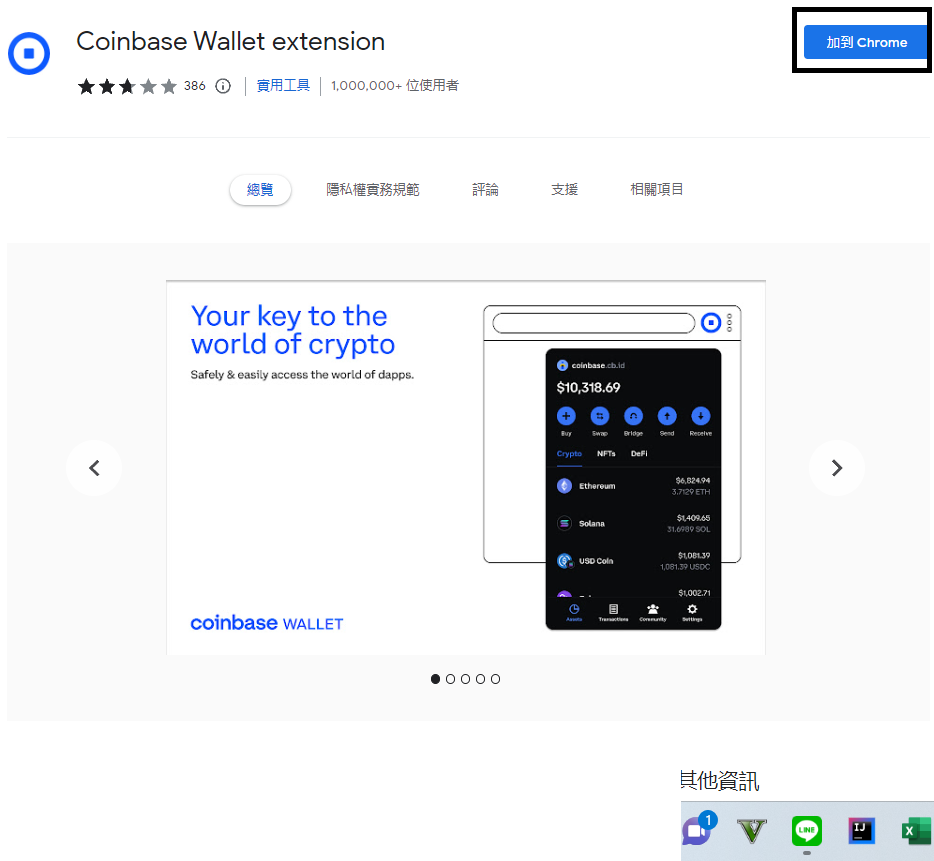 Coinbase Wallet extension
加到 Chrome
386
實用工具
1,000,000+ 位使用者
總覽
隱私權實務規範
評論
支援
相關項目
Your key to the
world of crypto
Safely & easily access the world of dapps.
coinbase.cb.id
$10,318.69
Buy
Swap
Bridge
Send
Receive
Crypto
NFTs
DeFi
Ethereum
$6,824.94
3.7129 ETH
Solana
$1,409.65
31.6989 SOL
USD Coin
$1,081.39
1,081.39 USDC
$1,002.71
Assets
Transactions
Community
Settings
coinbase WALLET
其他資訊
1
V
LINE
IJ
X